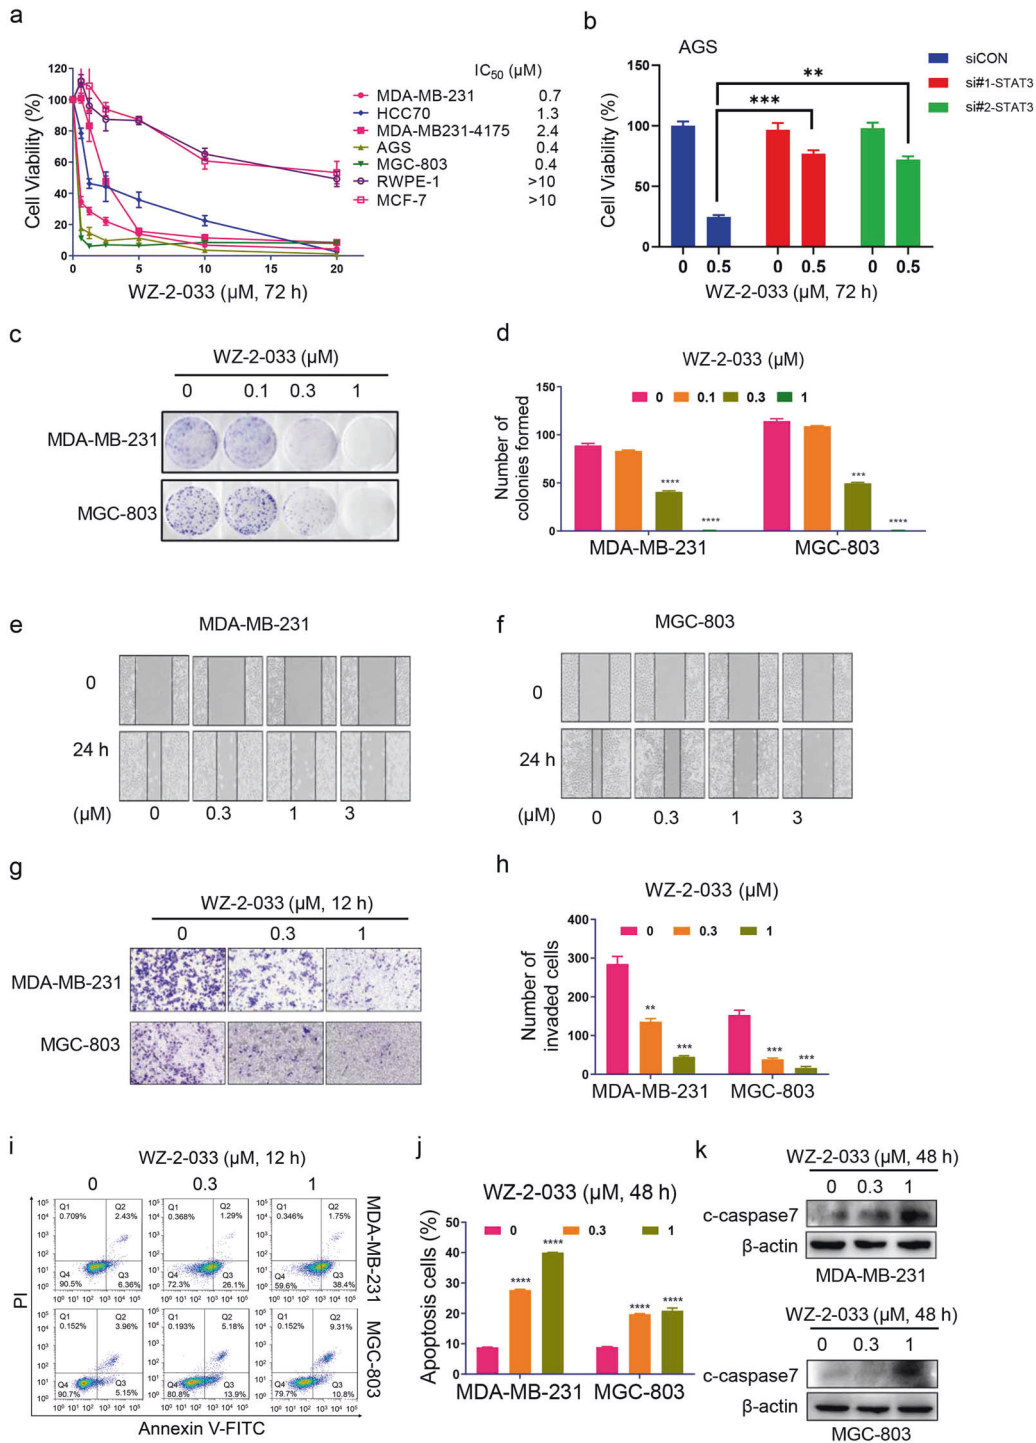 a
120
100
80
60
40
20
0
Cell Viability (%)
0 5 10 15 20
WZ-2-033 (µM, 72 h)
IC50 (µM)
MDA-MB-231 0.7
HCC70 1.3
MDA-MB231-4175 2.4
AGS 0.4
MGC-803 0.4
RWPE-1 >10
MCF-7 >10
b
AGS
siCON
si#1-STAT3
si#2-STAT3
**
***
150
100
50
0
Cell Viability (%)
0 0.5 0 0.5 0 0.5
WZ-2-033 (µM, 72 h)
c
WZ-2-033 (µM)
0 0.1 0.3 1
MDA-MB-231
MGC-803
d
WZ-2-033 (µM)
0 0.1 0.3 1
150
100
50
0
Number of
colonies formed
**** **** *** ****
MDA-MB-231 MGC-803
e
MDA-MB-231
0
24 h
(µM) 0 0.3 1 3
f
MGC-803
0
24 h
(µM) 0 0.3 1 3
g
WZ-2-033 (µM, 12 h)
0 0.3 1
MDA-MB-231
MGC-803
h
WZ-2-033 (µM)
0 0.3 1
400
300
200
100
0
Number of
invaded cells
** *** *** ***
MDA-MB-231 MGC-803
i
WZ-2-033 (µM, 12 h)
0 0.3 1
Q1 Q2 Q1 Q2 Q1 Q2
0.709% 2.43% 0.368% 1.29% 0.346% 1.75%
Q4 Q3 Q4 Q3 Q4 Q3
90.5% 6.36% 72.3% 26.1% 59.6% 38.4%
MDA-MB-231
Q1 Q2 Q1 Q2 Q1 Q2
0.152% 3.96% 0.193% 5.18% 0.152% 9.31%
Q4 Q3 Q4 Q3 Q4 Q3
90.7% 5.15% 80.8% 13.9% 79.7% 10.8%
MGC-803
PI
Annexin V-FITC
j
WZ-2-033 (µM, 48 h)
0 0.3 1
50
40
30
20
10
0
Apoptosis cells (%)
**** **** **** ****
MDA-MB-231 MGC-803
k
WZ-2-033 (µM, 48 h)
0 0.3 1
c-caspase7
β-actin
MDA-MB-231
WZ-2-033 (µM, 48 h)
0 0.3 1
c-caspase7
β-actin
MGC-803